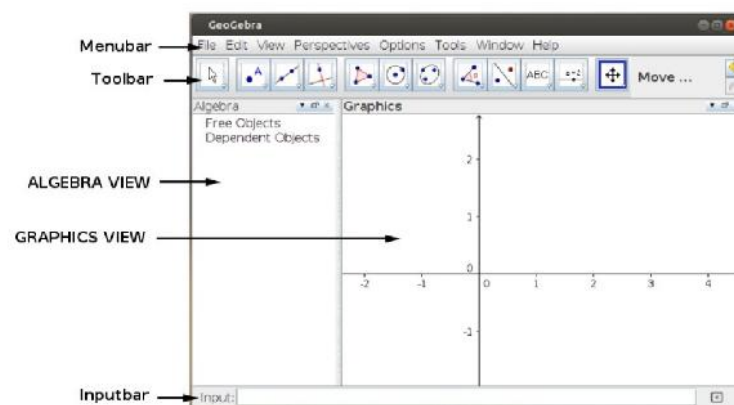 GeoGebra
Menubar
File Edit View Perspectives Options Tools Window Help
Toolbar
A
ABC
a=2
Move ...
Algebra
Graphics
Free Objects
Dependent Objects
2
ALGEBRA VIEW
1
GRAPHICS VIEW
0
-2 -1 0 1 2 3 4
-1
Inputbar
Input: